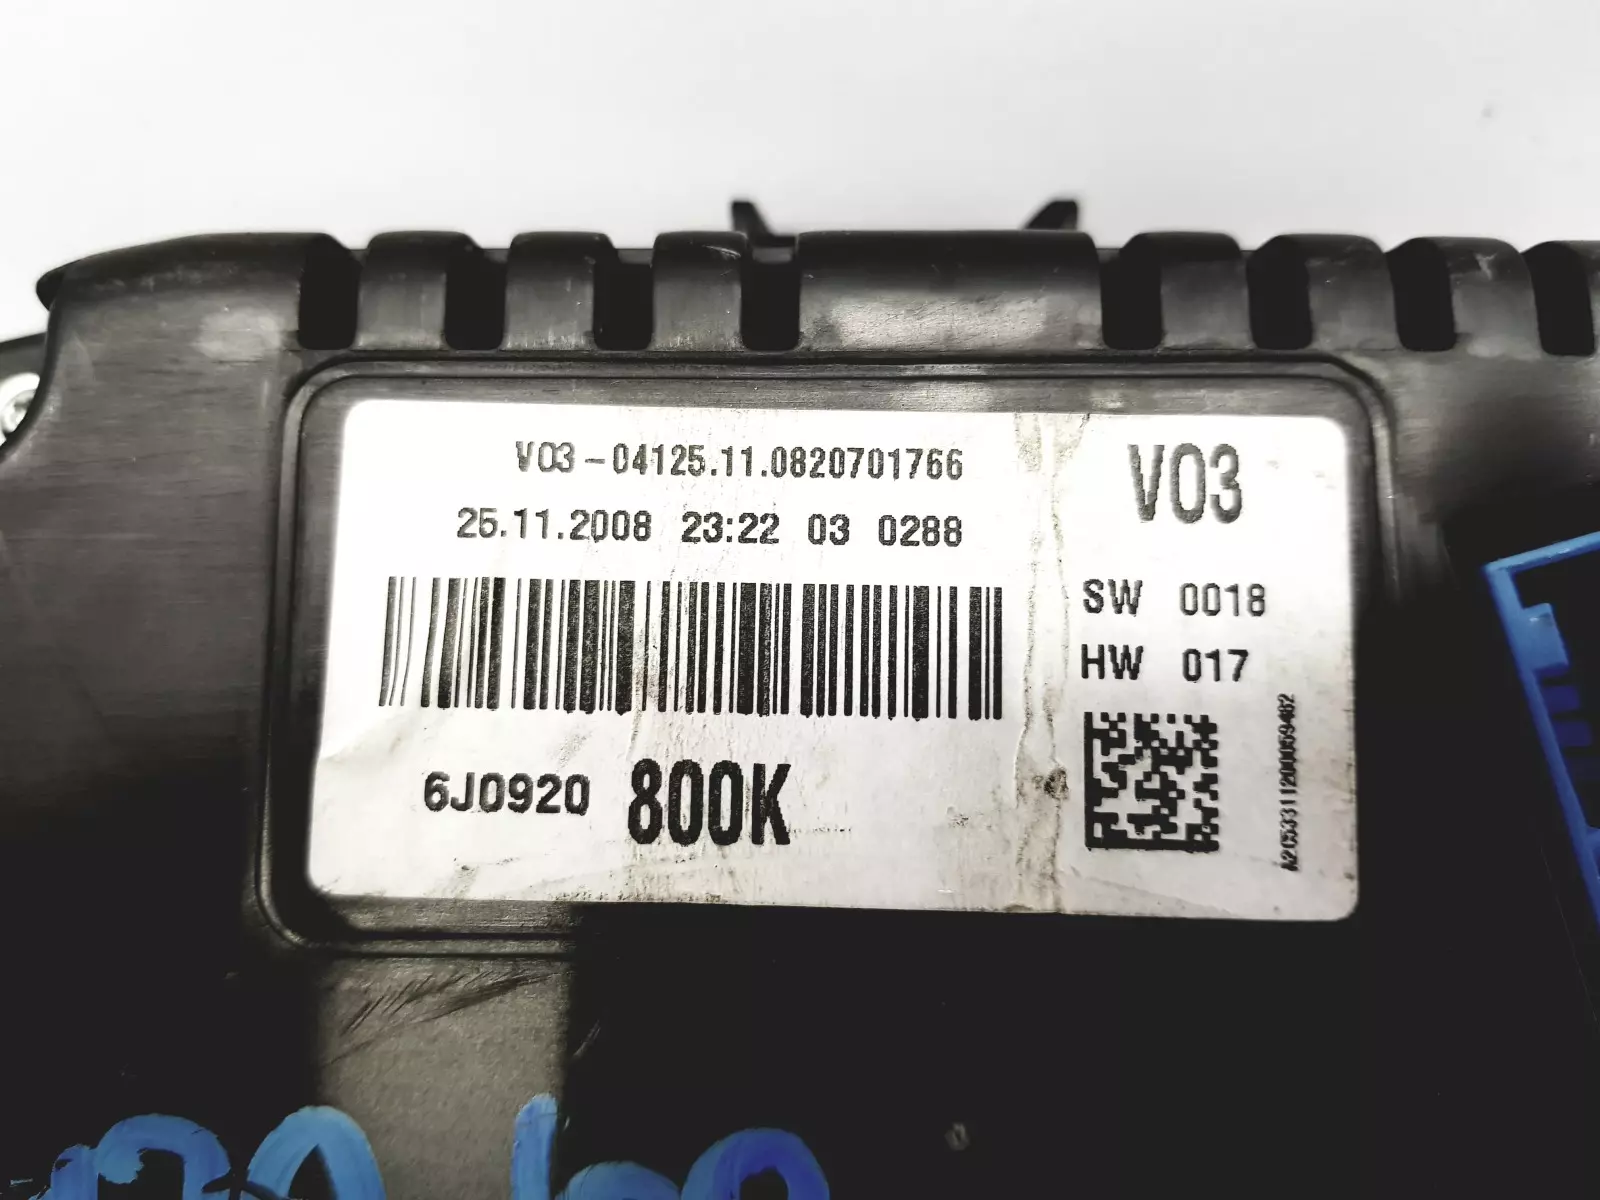 V03-04125.11.0820701766
25.11.2008 23:22 03 0288
V03
SW 0018
HW 017
6J0920 800K